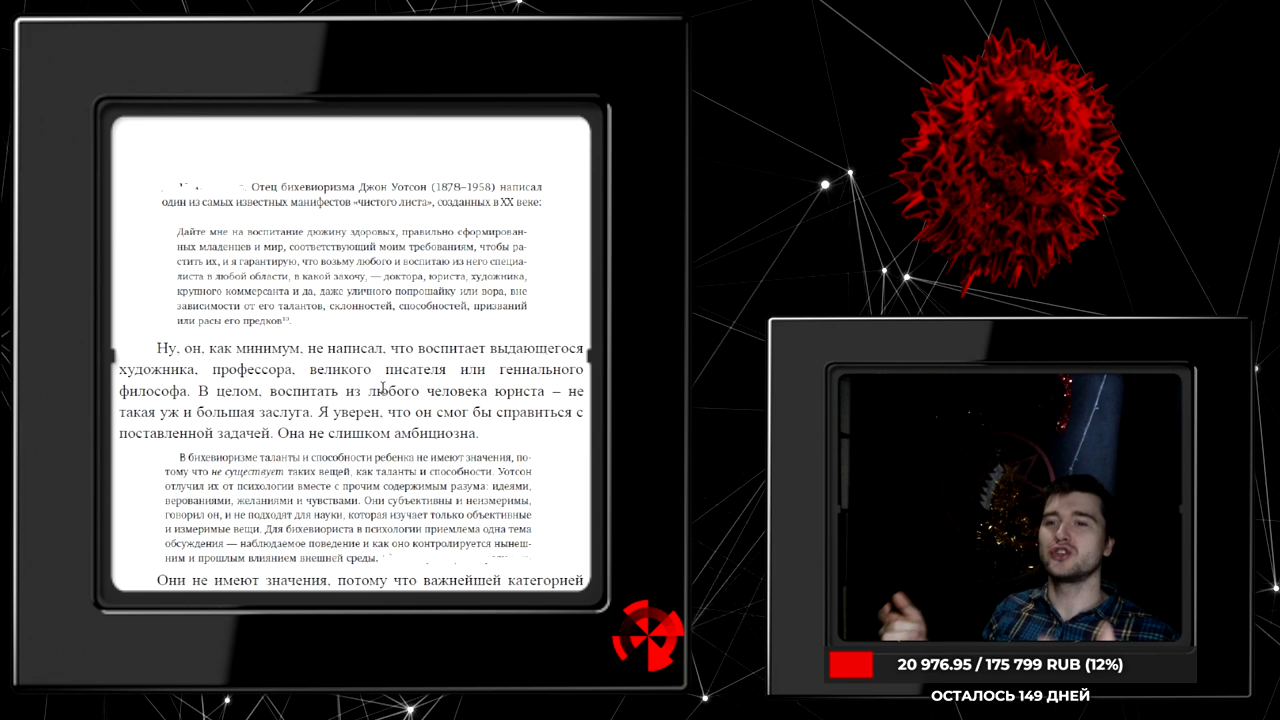 Отец бихевиоризма Джон Уотсон (1878–1958) написал
один из самых известных манифестов «чистого листа», созданных в XX веке:
Дайте мне на воспитание дюжину здоровых, правильно сформирован-
ных младенцев и мир, соответствующий моим требованиям, чтобы ра-
стить их, и я гарантирую, что возьму любого и воспитаю из него специа-
листа в любой области, в какой захочу, — доктора, юриста, художника,
крупного коммерсанта и да, даже уличного попрошайку или вора, вне
зависимости от его талантов, склонностей, способностей, призваний
или расы его предков¹⁰.
Ну, он, как минимум, не написал, что воспитает выдающегося
художника, профессора, великого писателя или гениального
философа. В целом, воспитать из любого человека юриста – не
такая уж и большая заслуга. Я уверен, что он смог бы справиться с
поставленной задачей. Она не слишком амбициозна.
В бихевиоризме таланты и способности ребенка не имеют значения, по-
тому что не существует таких вещей, как таланты и способности. Уотсон
отлучил их от психологии вместе с прочим содержимым разума: идеями,
верованиями, желаниями и чувствами. Они субъективны и неизмеримы,
говорил он, и не подходят для науки, которая изучает только объективные
и измеримые вещи. Для бихевиориста в психологии приемлема одна тема
обсуждения — наблюдаемое поведение и как оно контролируется нынеш-
ним и прошлым влиянием внешней среды.
Они не имеют значения, потому что важнейшей категорией
20 976.95 / 175 799 RUB (12%)
ОСТАЛОСЬ 149 ДНЕЙ